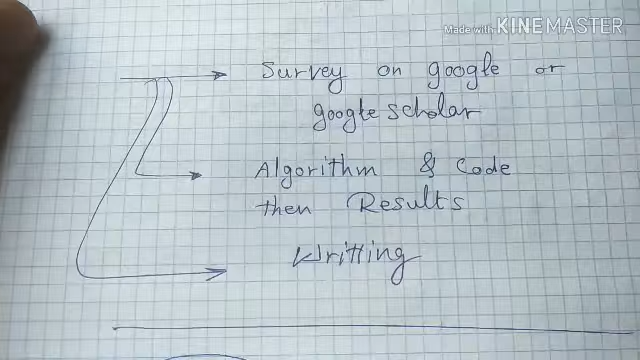 Made with KINEMASTER
Survey on google or
google scholar
Algorithm & Code
then Results
Writting